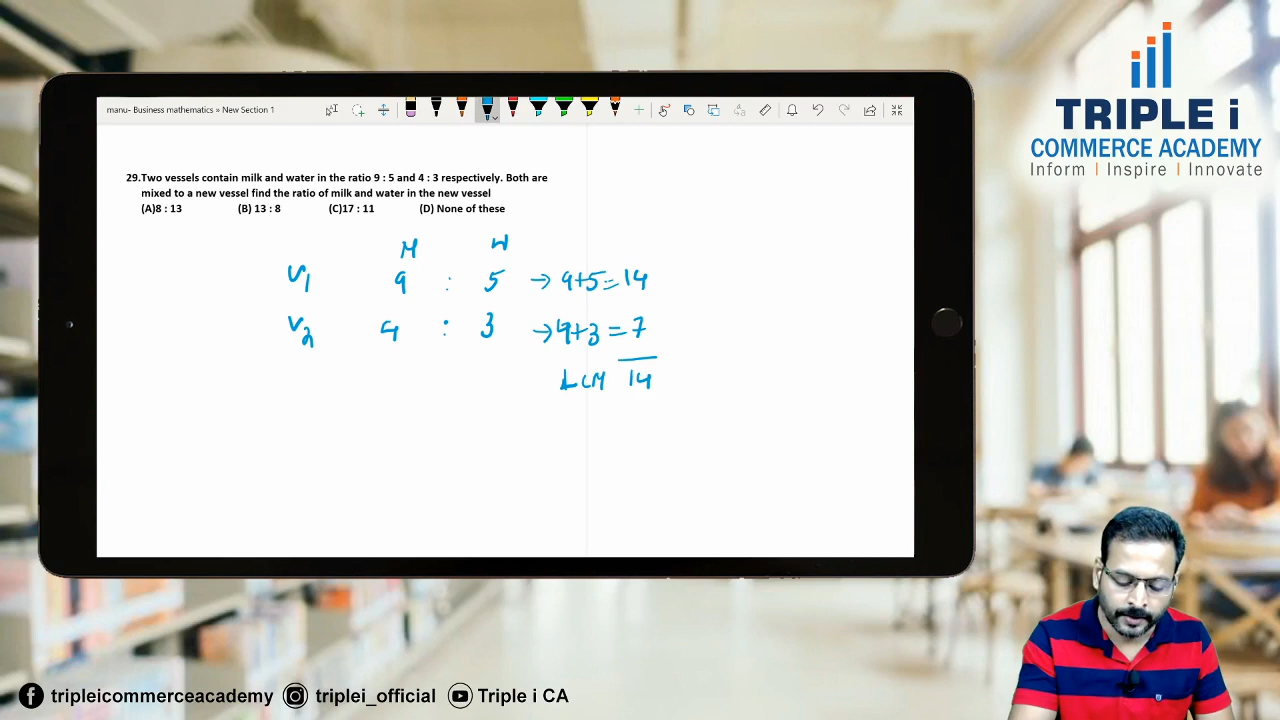 manu- Business mathematics » New Section 1
29.Two vessels contain milk and water in the ratio 9 : 5 and 4 : 3 respectively. Both are
mixed to a new vessel find the ratio of milk and water in the new vessel
(A)8 : 13 (B) 13 : 8 (C)17 : 11 (D) None of these
M W
V1 9 : 5 → 9+5=14
V2 4 : 3 → 4+3=7
LCM 14
TRIPLE i
COMMERCE ACADEMY
Inform | Inspire | Innovate
tripleicommerceacademy triplei_official Triple i CA